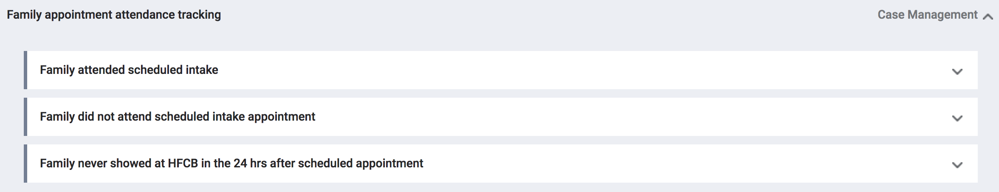 Family appointment attendance tracking Case Management
Family attended scheduled intake
Family did not attend scheduled intake appointment
Family never showed at HFCB in the 24 hrs after scheduled appointment